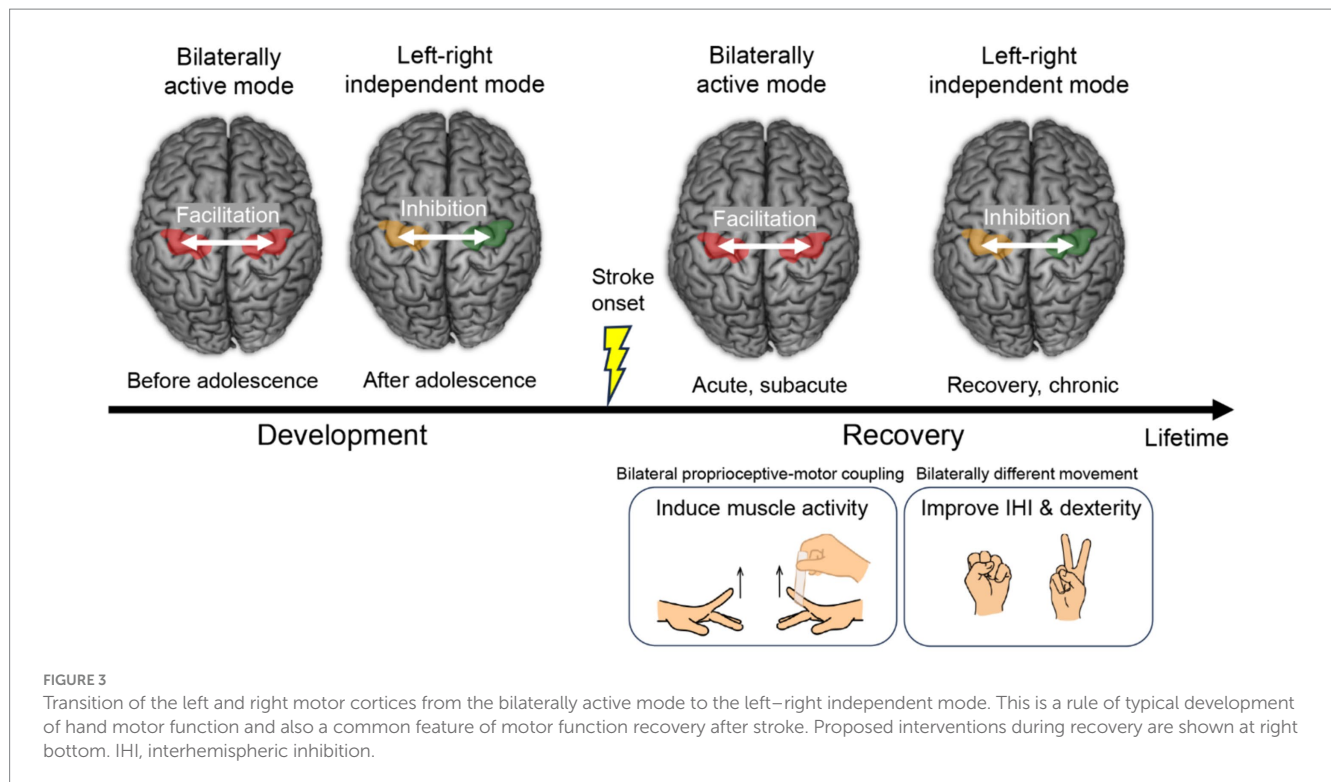 Bilaterally
active mode
Left-right
independent mode
Bilaterally
active mode
Left-right
independent mode
Facilitation
Inhibition
Facilitation
Inhibition
Stroke
onset
Before adolescence
After adolescence
Acute, subacute
Recovery, chronic
Development
Recovery
Lifetime
Bilateral proprioceptive-motor coupling
Induce muscle activity
Bilaterally different movement
Improve IHI & dexterity
FIGURE 3
Transition of the left and right motor cortices from the bilaterally active mode to the left–right independent mode. This is a rule of typical development
of hand motor function and also a common feature of motor function recovery after stroke. Proposed interventions during recovery are shown at right
bottom. IHI, interhemispheric inhibition.